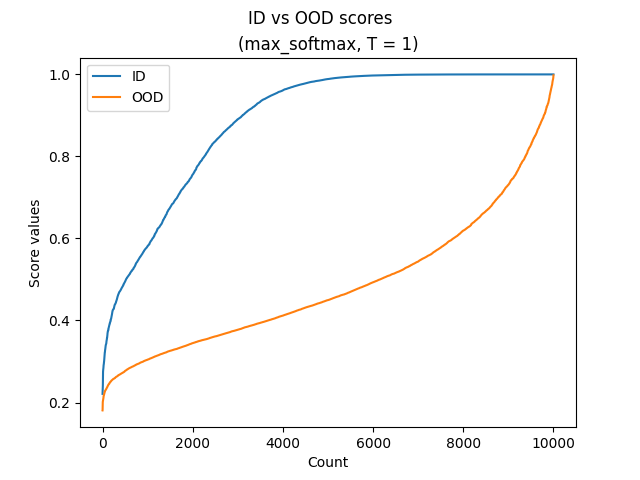 ID vs OOD scores
(max_softmax, T = 1)
ID
OOD
Score values
1.0
0.8
0.6
0.4
0.2
0
2000
4000
6000
8000
10000
Count